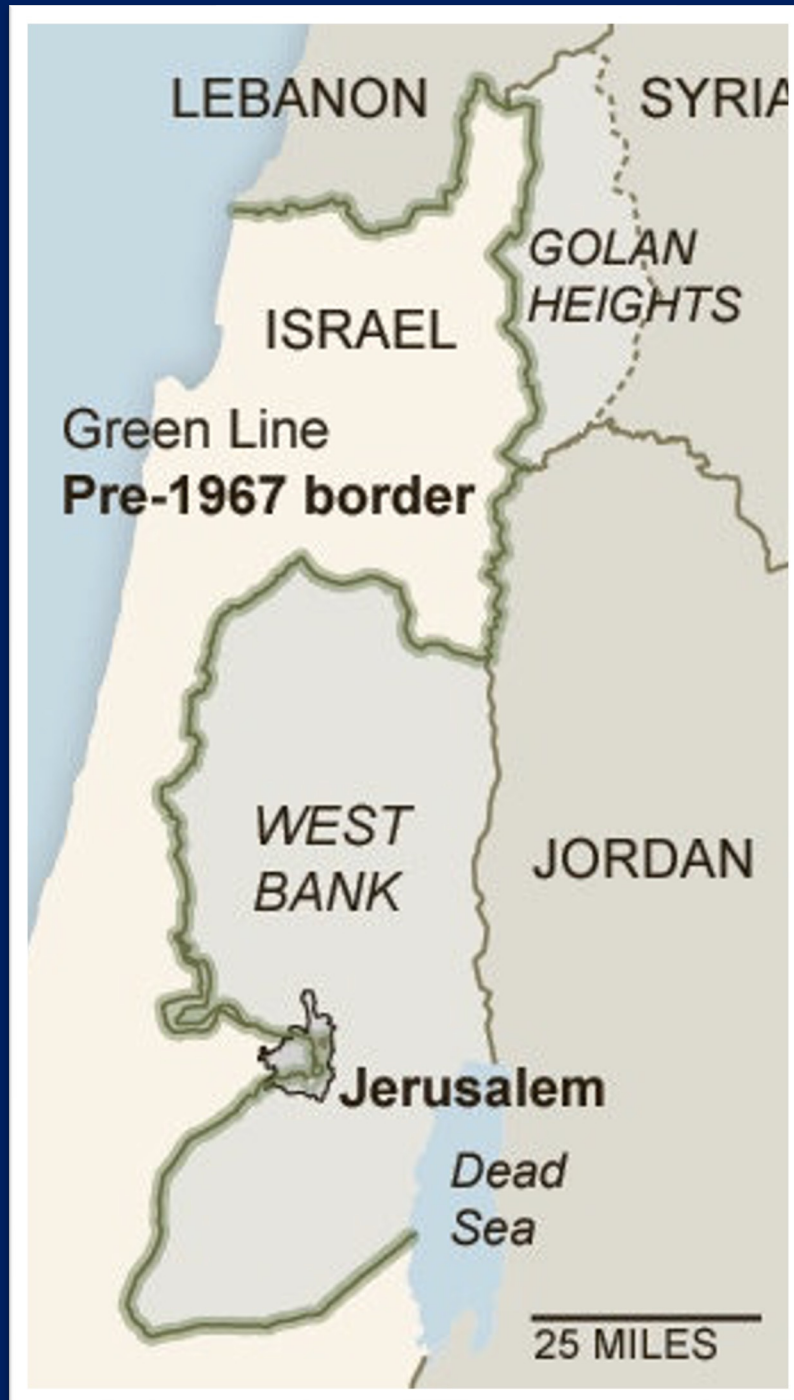 LEBANON
SYRIA
GOLAN
HEIGHTS
ISRAEL
Green Line
Pre-1967 border
WEST
BANK
JORDAN
Jerusalem
Dead
Sea
25 MILES